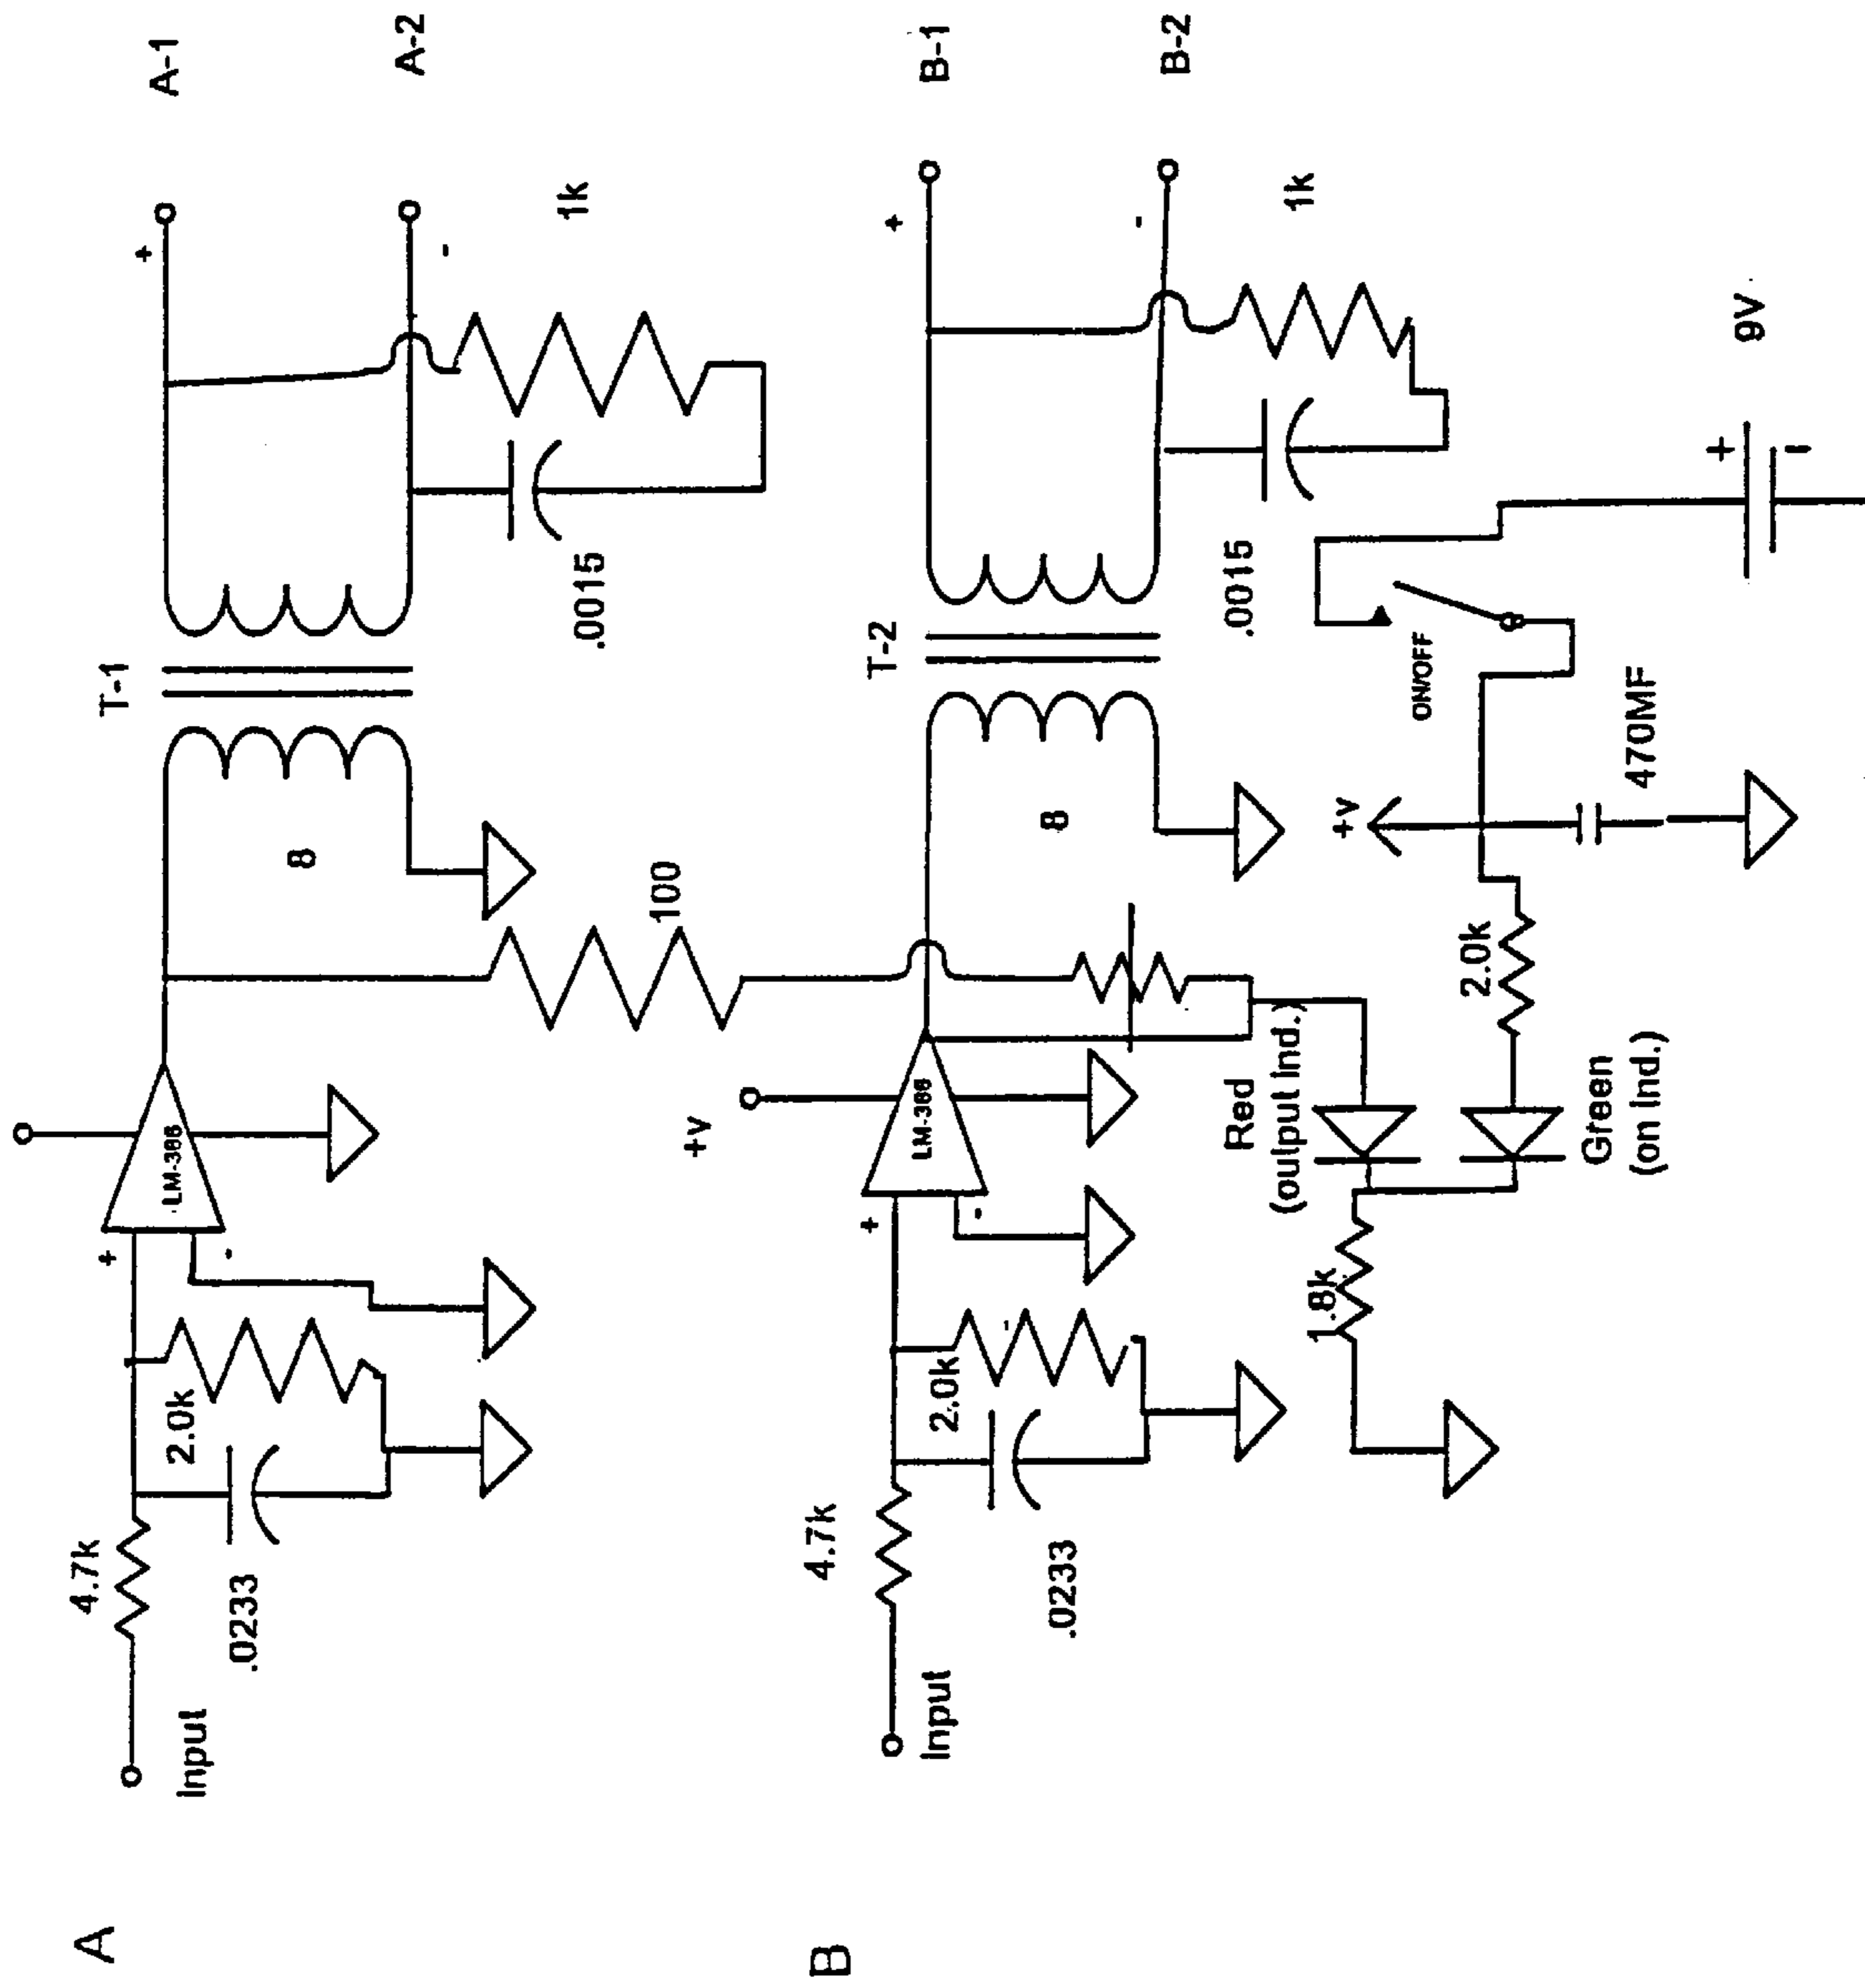 A
Input
4.7k
.0233
2.0k
+
-
LM-386
8
T-1
+
-
A-1
A-2
.0015
1k
100
B
Input
4.7k
.0233
2.0k
+
-
LM-386
+v
8
T-2
+
-
B-1
B-2
.0015
1k
1.8k
Red
(output Ind.)
Green
(on Ind.)
2.0k
+v
470MF
ON/OFF
+
-
9V